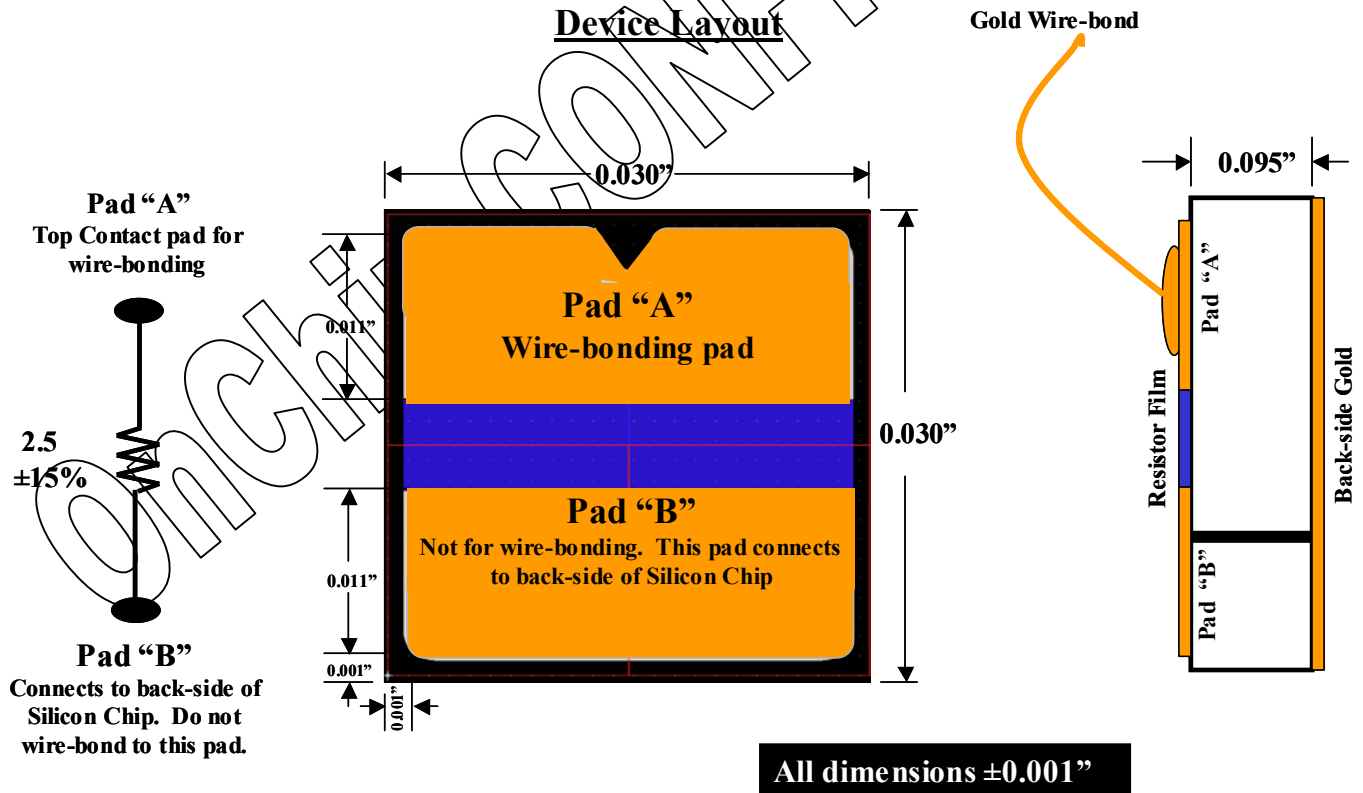 Device Layout
Gold Wire-bond
0.030”
0.095”
Pad “A”
Top Contact pad for
wire-bonding
0.011”
Pad “A”
Wire-bonding pad
Pad “A”
Resistor Film
Back-side Gold
0.030”
2.5
±15%
Pad “B”
Not for wire-bonding. This pad connects
to back-side of Silicon Chip
0.011”
Pad “B”
0.001”
0.001”
Pad “B”
Connects to back-side of
Silicon Chip. Do not
wire-bond to this pad.
All dimensions ±0.001”